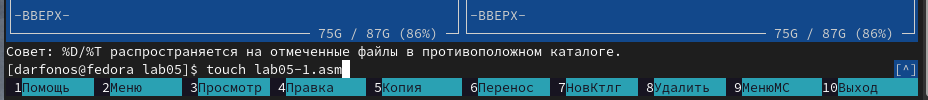 -ВВЕРХ- -ВВЕРХ-
75G / 87G (86%) 75G / 87G (86%)
Совет: %D/%T распространяется на отмеченные файлы в противоположном каталоге.
[darfonos@fedora lab05]$ touch lab05-1.asm [^]
1Помощь 2Меню 3Просмотр 4Правка 5Копия 6Перенос 7НовКтлг 8Удалить 9МенюMC 10Выход